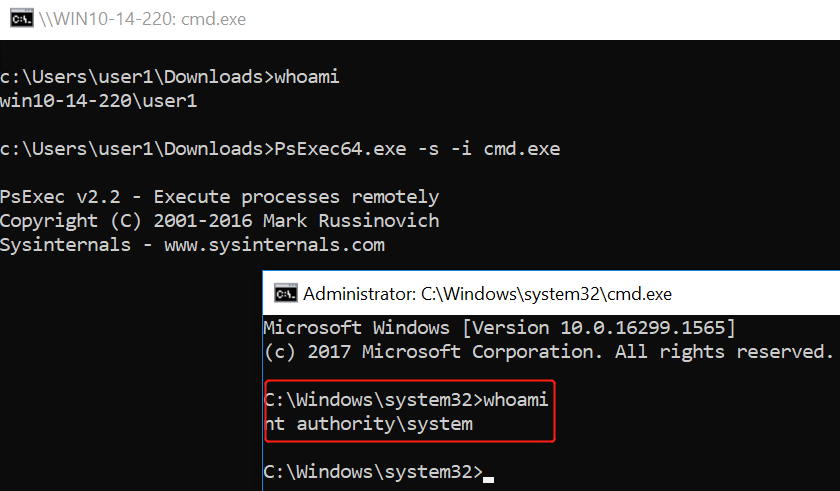 \\WIN10-14-220: cmd.exe
c:\Users\user1\Downloads>whoami
win10-14-220\user1
c:\Users\user1\Downloads>PsExec64.exe -s -i cmd.exe
PsExec v2.2 - Execute processes remotely
Copyright (C) 2001-2016 Mark Russinovich
Sysinternals - www.sysinternals.com
Administrator: C:\Windows\system32\cmd.exe
Microsoft Windows [Version 10.0.16299.1565]
(c) 2017 Microsoft Corporation. All rights reserved.
C:\Windows\system32>whoami
nt authority\system
C:\Windows\system32>